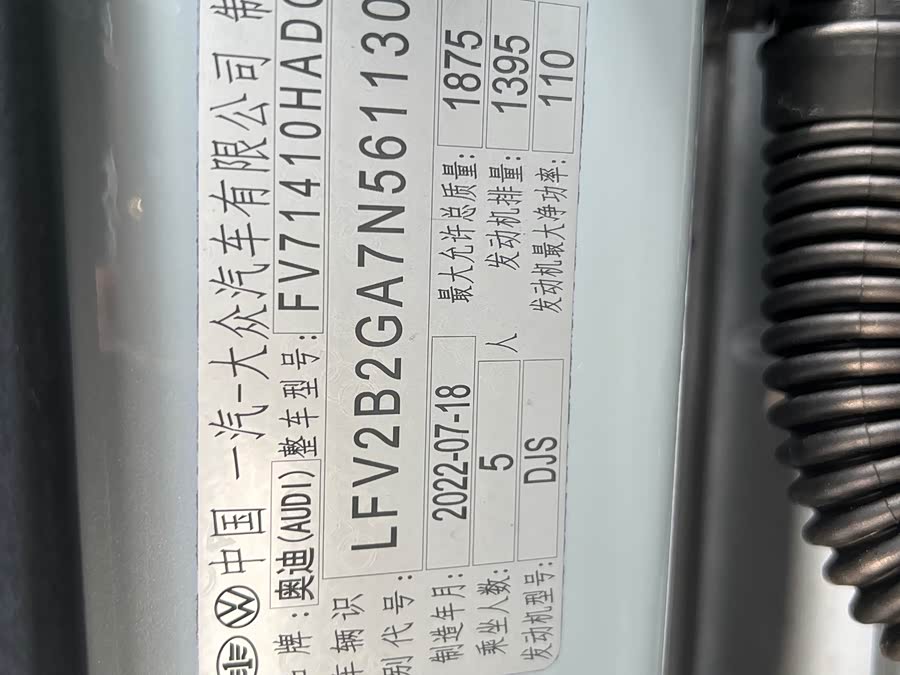 中国 一汽-大众汽车有限公司 制
牌: 奥迪(AUDI) 整车型号: FV71410HAD
车辆识
别代号: LFV2B2GA7N561130
制造年月: 2022-07-18 最大允许总质量: 1875
乘坐人数: 5 人 发动机排量: 1395
发动机型号: DJS 发动机最大净功率: 110